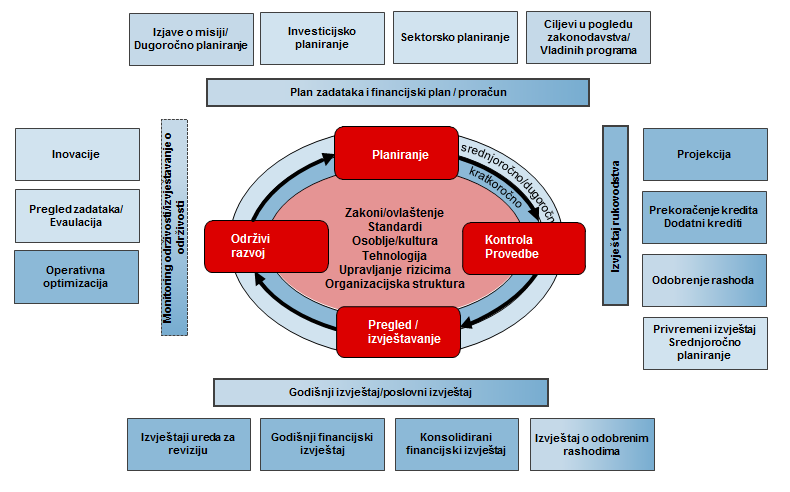 Izjave o misiji/
Dugoročno planiranje
Investicijsko
planiranje
Sektorsko planiranje
Ciljevi u pogledu
zakonodavstva/
Vladinih programa
Plan zadataka i financijski plan / proračun
Inovacije
Pregled zadataka/
Evaulacija
Operativna
optimizacija
Monitoring održivosti/izvještavanje o
održivosti
Planiranje
srednjoročno/dugoročno
kratkoročno
Održivi
razvoj
Zakoni/ovlaštenje
Standardi
Osoblje/kultura
Tehnologija
Upravljanje rizicima
Organizacijska struktura
Kontrola
Provedbe
Pregled /
izvještavanje
Izvještaj rukovodstva
Projekcija
Prekoračenje kredita
Dodatni krediti
Odobrenje rashoda
Privremeni izvještaj
Srednjoročno
planiranje
Godišnji izvještaj/poslovni izvještaj
Izvještaji ureda za
reviziju
Godišnji financijski
izvještaj
Konsolidirani
financijski izvještaj
Izvještaj o odobrenim
rashodima